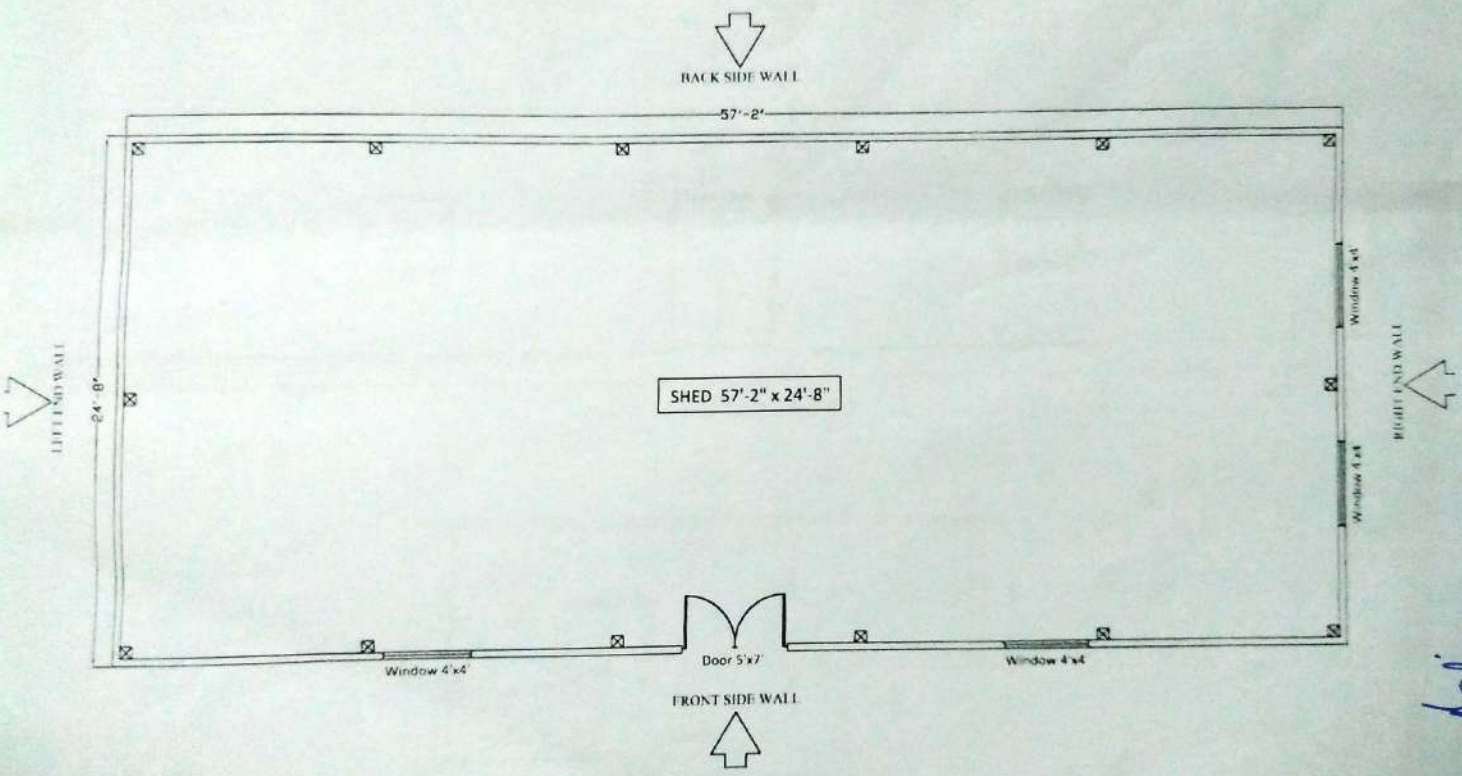 BACK SIDE WALL
57'-2"
Window 4'x4'
LEFT END WALL
24'-8"
SHED 57'-2" x 24'-8"
RIGHT END WALL
Window 4'x4'
Window 4'x4'
Door 5'x7'
Window 4'x4'
FRONT SIDE WALL